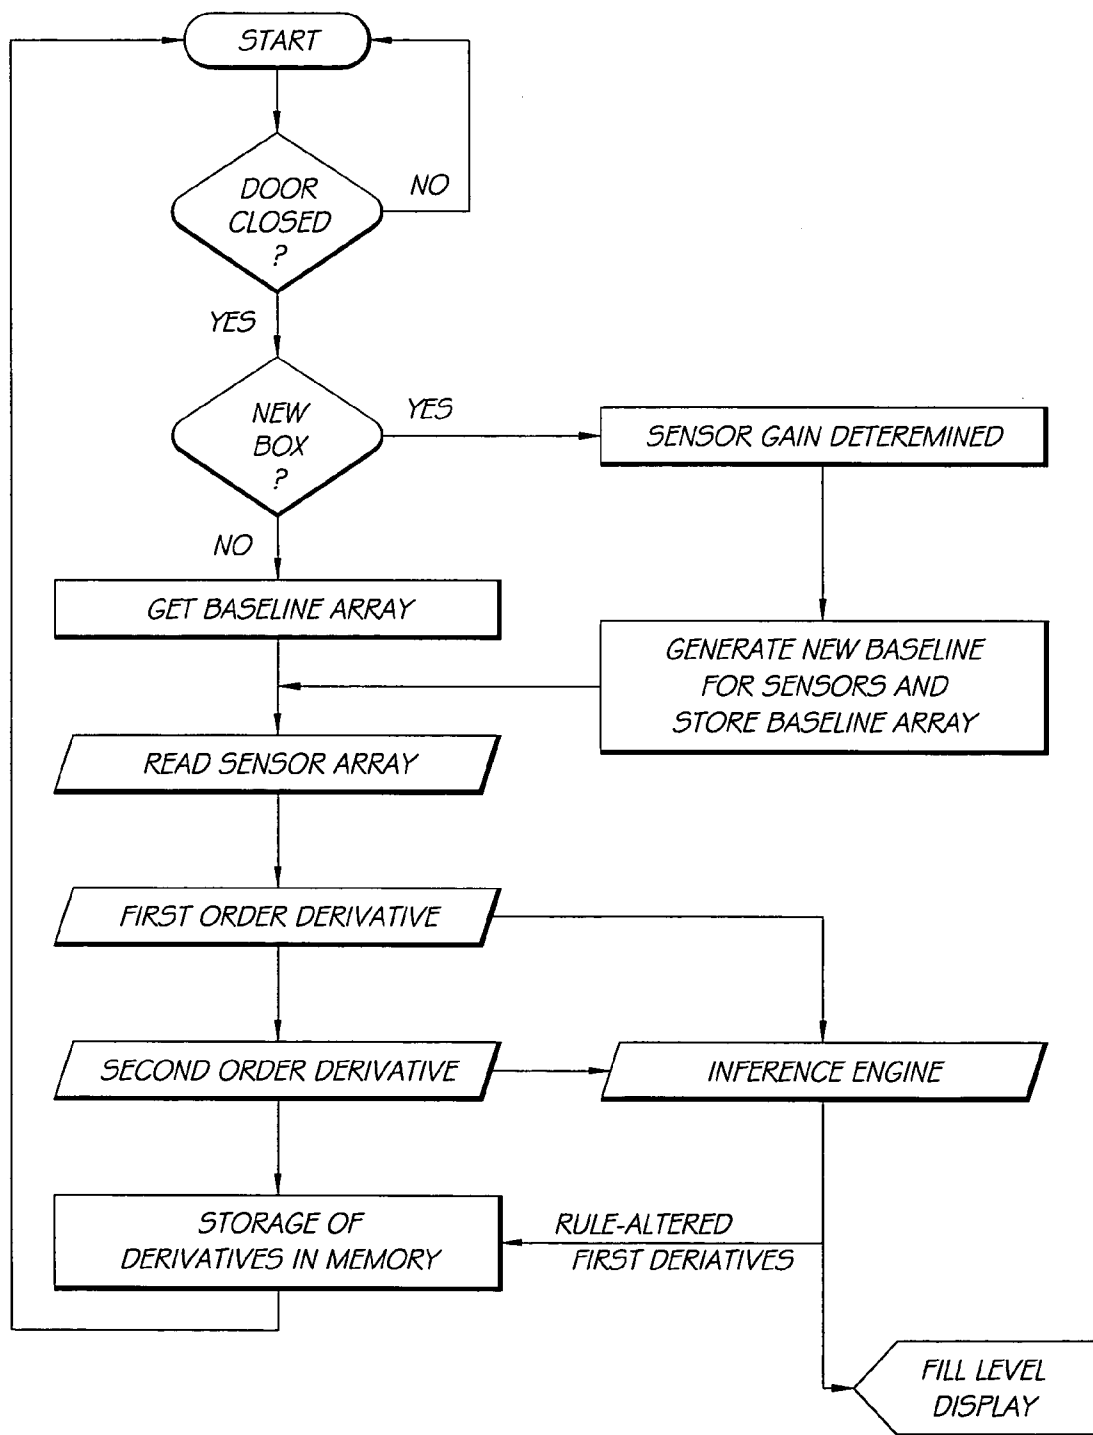 START
DOOR
CLOSED
?
NO
YES
NEW
BOX
?
YES
SENSOR GAIN DETEREMINED
NO
GET BASELINE ARRAY
GENERATE NEW BASELINE
FOR SENSORS AND
STORE BASELINE ARRAY
READ SENSOR ARRAY
FIRST ORDER DERIVATIVE
SECOND ORDER DERIVATIVE
INFERENCE ENGINE
STORAGE OF
DERIVATIVES IN MEMORY
RULE-ALTERED
FIRST DERIATIVES
FILL LEVEL
DISPLAY